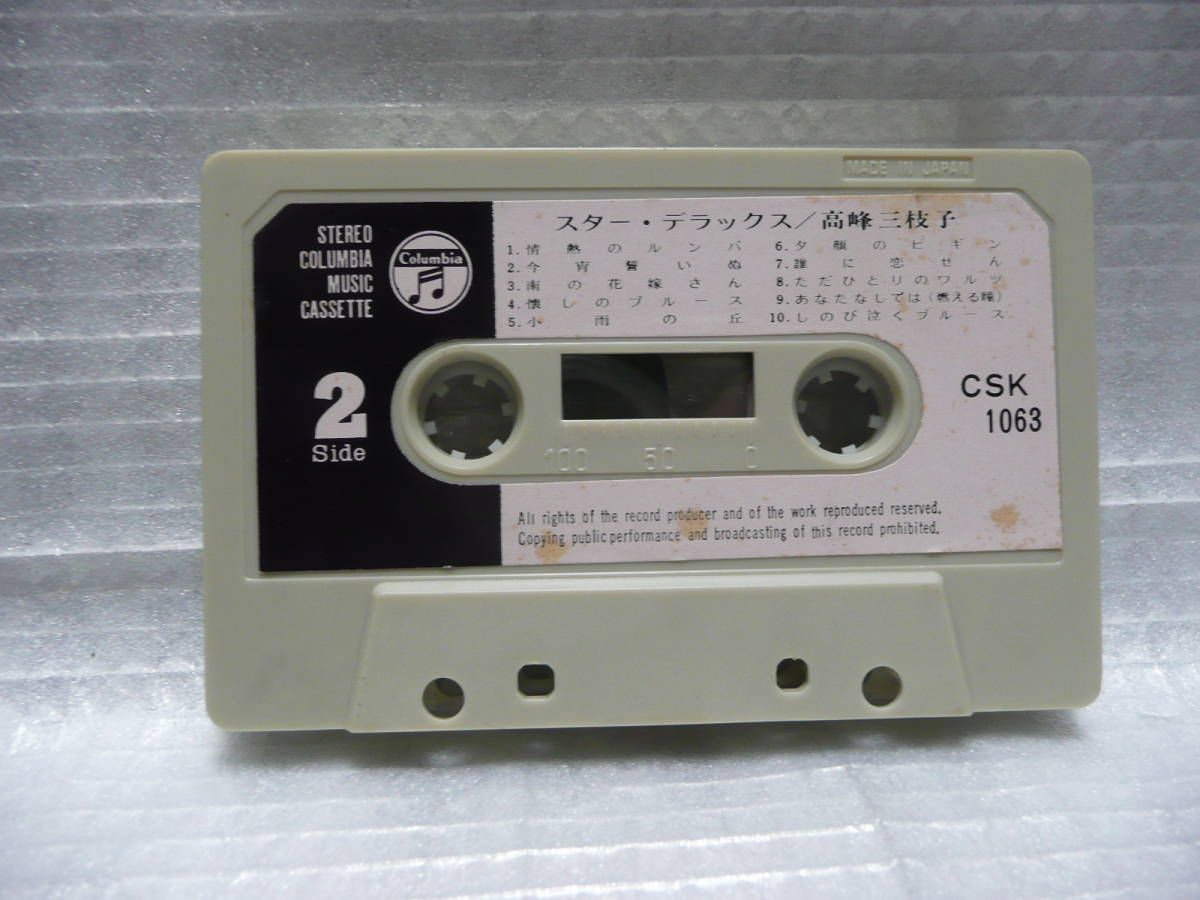 MADE IN JAPAN
STEREO
COLUMBIA
MUSIC
CASSETTE
Columbia
2
Side
スター・デラックス/高峰三枝子
1.情熱のルンバ
2.今宵誓いぬ
3.南の花嫁さん
4.懐しのブルース
5.小雨の丘
6.夕顔のビギン
7.誰に恋せん
8.ただひとりのワルツ
9.あなたなしでは(燃える瞳)
10.しのび泣くブルース
CSK
1063
100 50 0
All rights of the record producer and of the work reproduced reserved.
Copying public performance and broadcasting of this record prohibited.